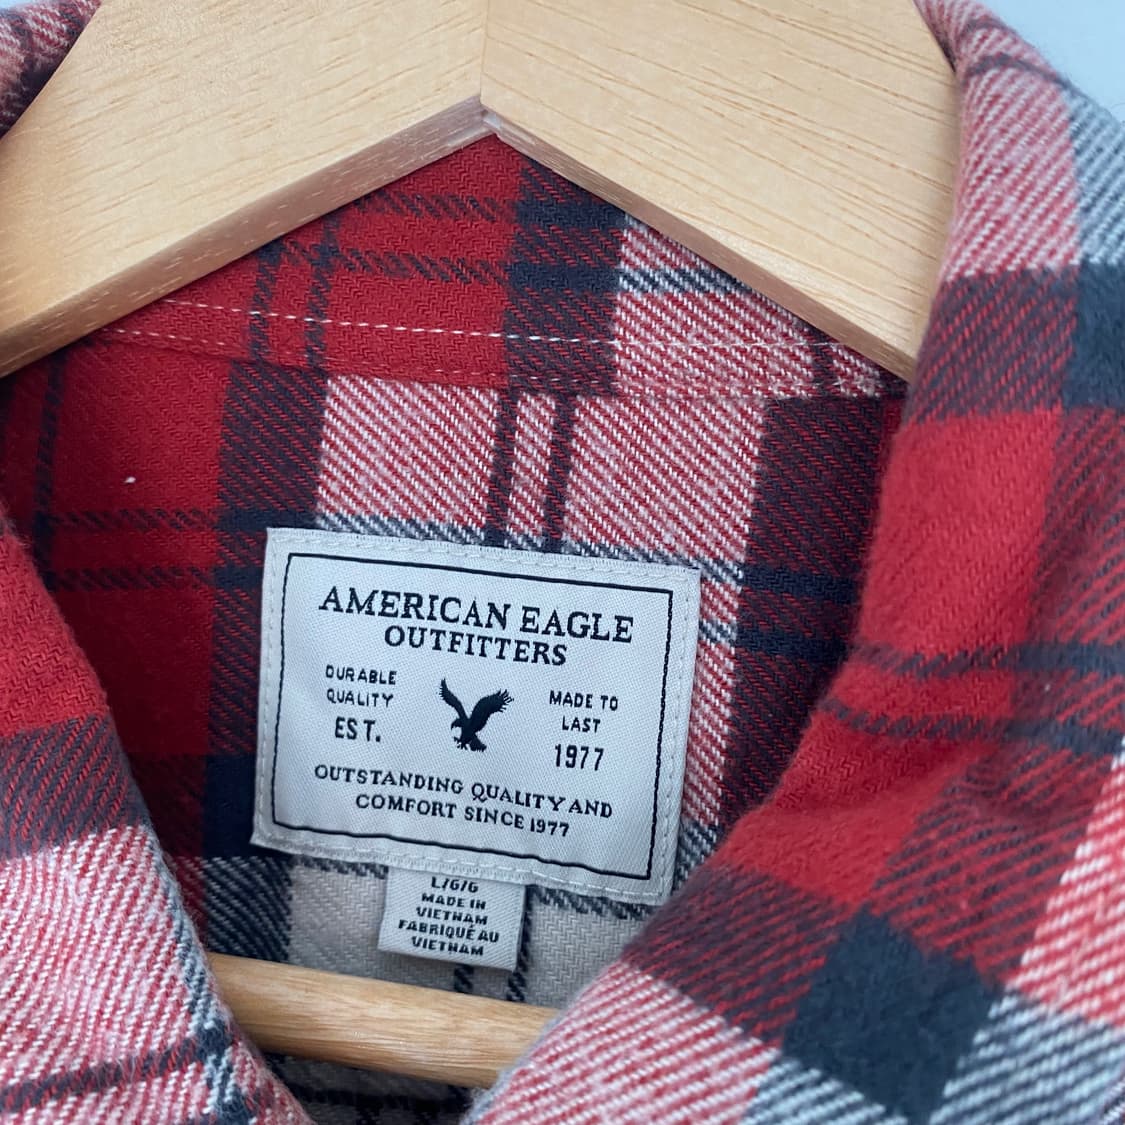 AMERICAN EAGLE
OUTFITTERS
DURABLE
QUALITY
EST.
MADE TO
LAST
1977
OUTSTANDING QUALITY AND
COMFORT SINCE 1977
L/G/G
MADE IN
VIETNAM
FABRIQUÉ AU
VIETNAM